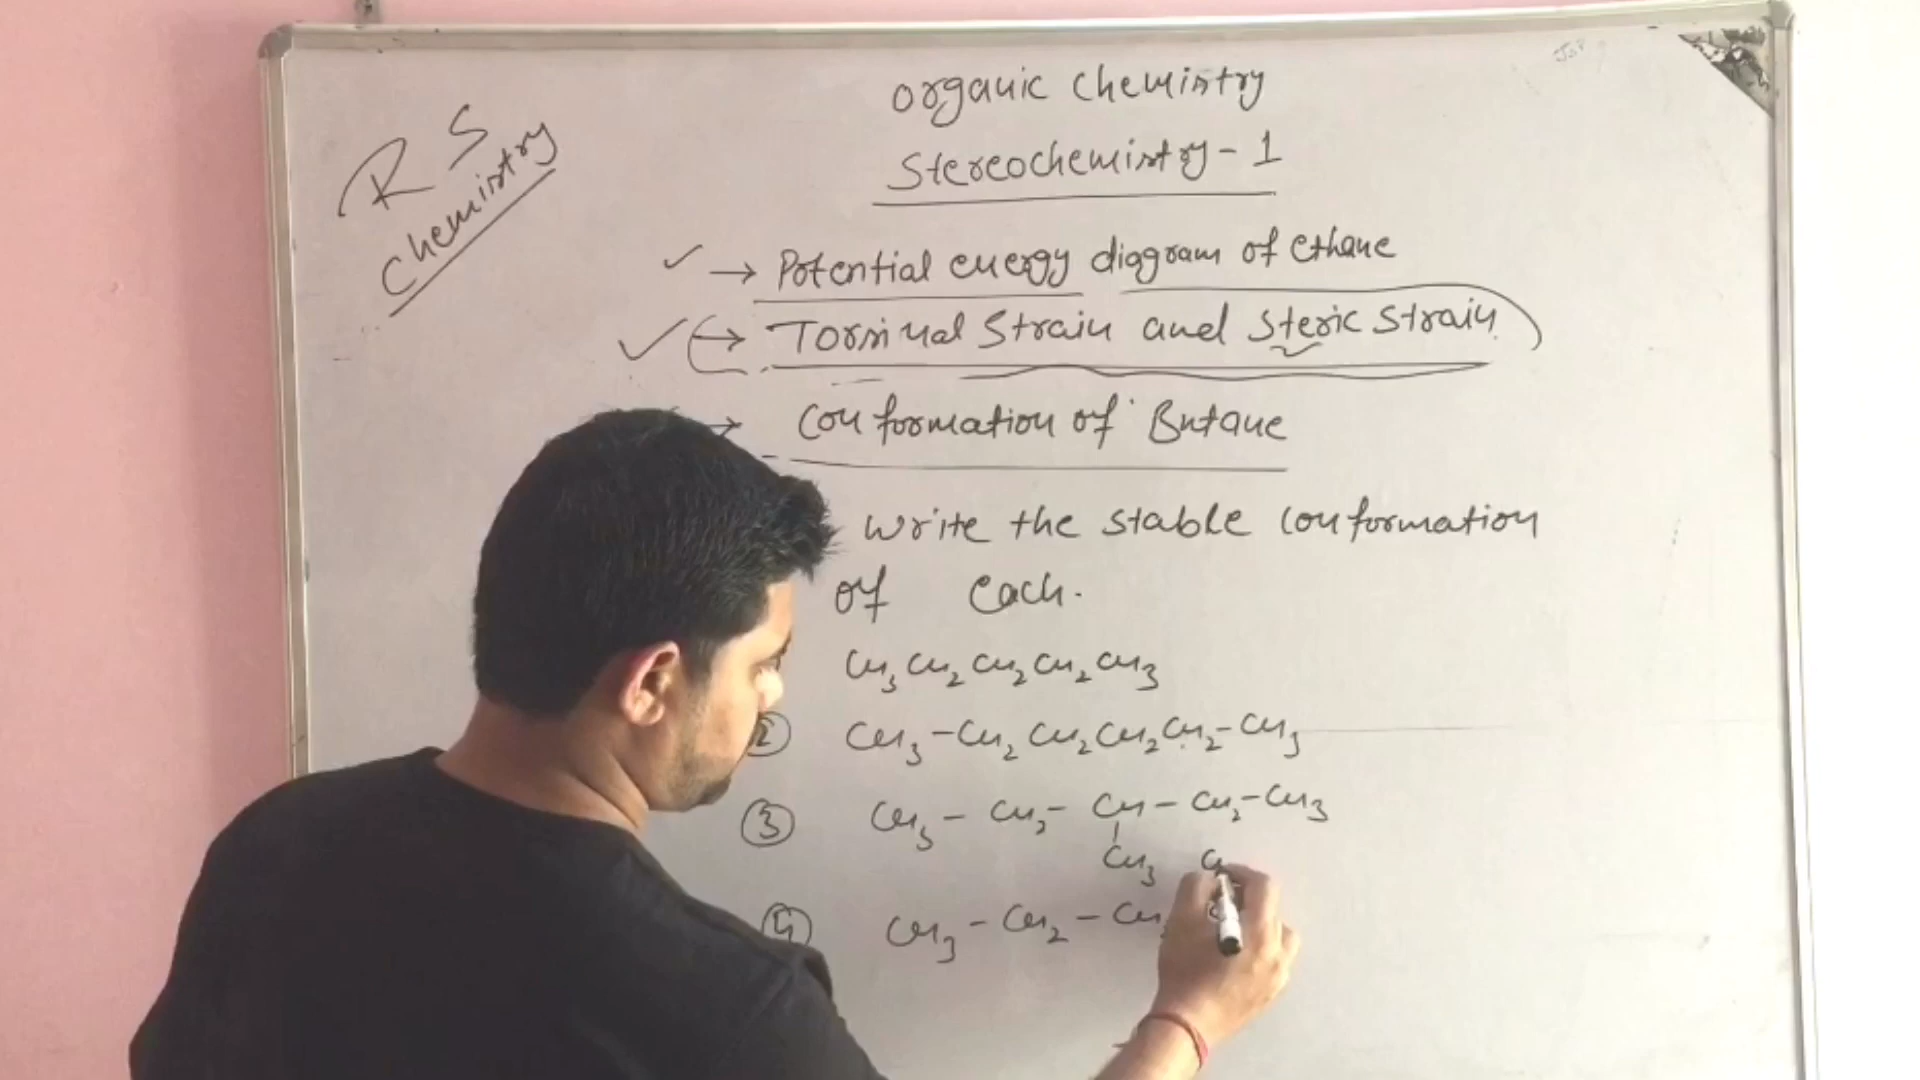 R S
Chemistry
organic chemistry
Stereochemistry-1
✓ → Potential energy diagram of ethane
✓ (→ Torsinal Strain and Steric Strain)
→ Conformation of Butane
Write the stable conformation
of each.
CH₃CH₂CH₂CH₂CH₃
② CH₃-CH₂CH₂CH₂CH₂-CH₃
③ CH₃- CH₂- CH - CH₂-CH₃
CH₃
④ CH₃-CH₂-CH